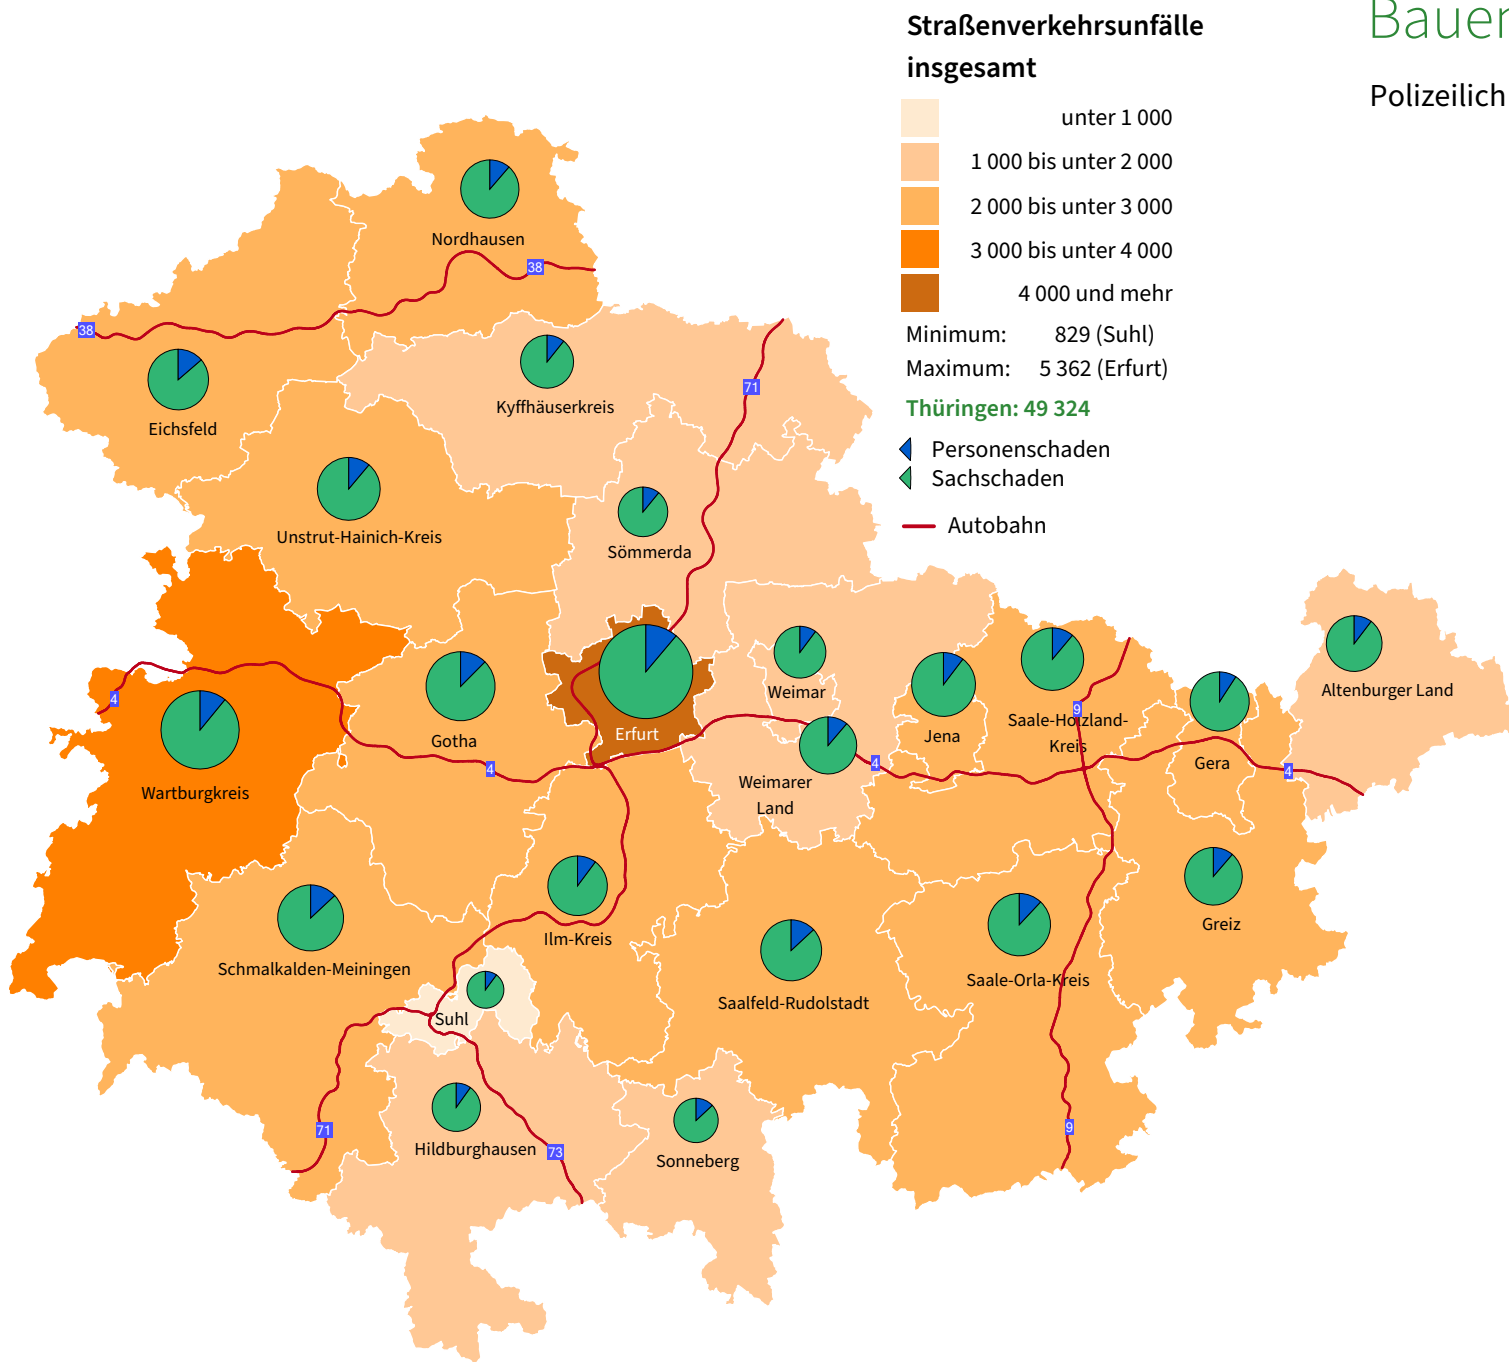 Bauer
Polizeilich
Straßenverkehrsunfälle
insgesamt
unter 1 000
1 000 bis unter 2 000
2 000 bis unter 3 000
3 000 bis unter 4 000
4 000 und mehr
Minimum: 829 (Suhl)
Maximum: 5 362 (Erfurt)
Thüringen: 49 324
Personenschaden
Sachschaden
Autobahn
Nordhausen
38
38
Eichsfeld
Kyffhäuserkreis
71
Unstrut-Hainich-Kreis
Sömmerda
Wartburgkreis
4
Gotha
4
Erfurt
Weimar
Weimarer
Land
4
Jena
Saale-Holzland-
Kreis
9
Gera
4
Altenburger Land
Greiz
Schmalkalden-Meiningen
Ilm-Kreis
Suhl
Saalfeld-Rudolstadt
Saale-Orla-Kreis
9
71
Hildburghausen
73
Sonneberg